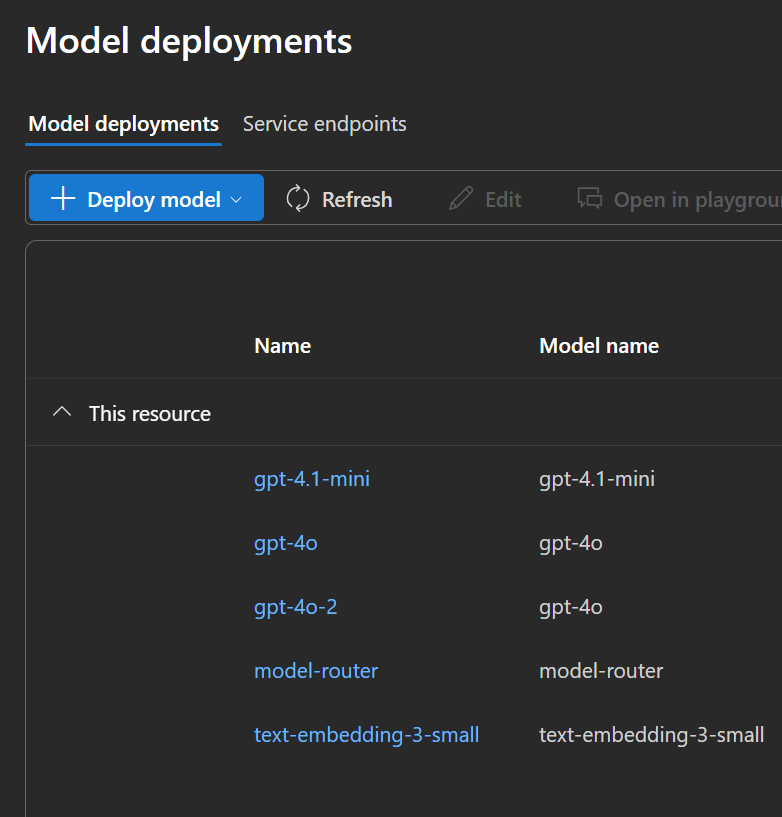 Model deployments
Model deployments Service endpoints
Deploy model Refresh Edit Open in
Name Model name
This resource
gpt-4.1-mini gpt-4.1-mini
gpt-4o gpt-4o
gpt-4o-2 gpt-4o
model-router model-router
text-embedding-3-small text-embedding-3-small